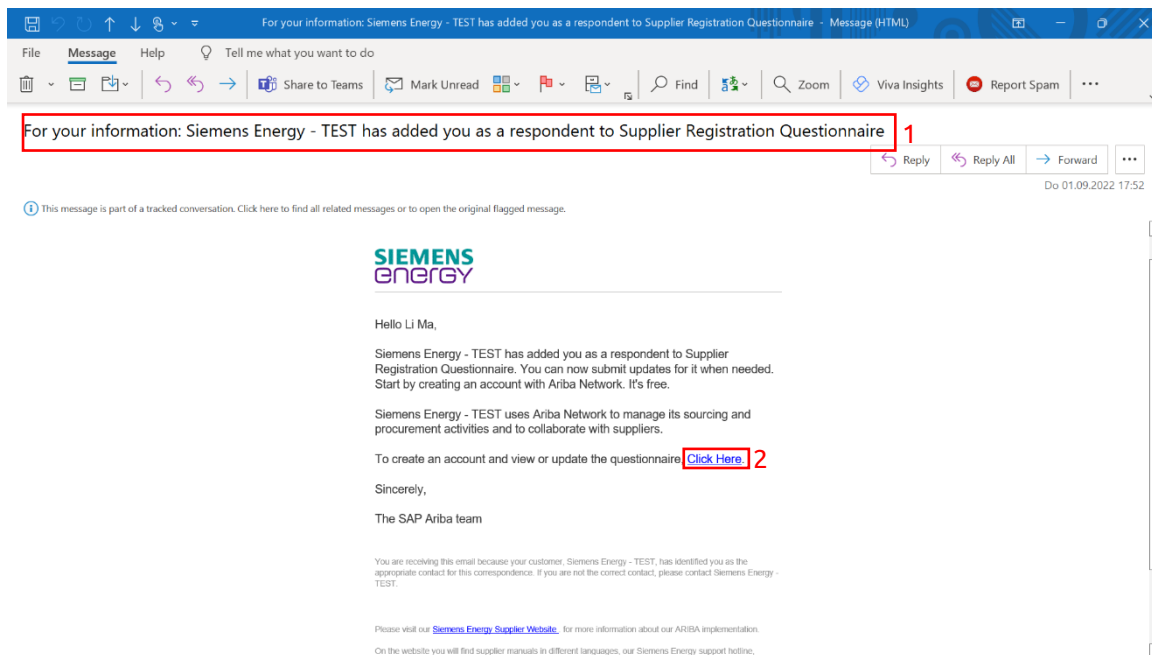 For your information: Siemens Energy - TEST has added you as a respondent to Supplier Registration Questionnaire - Message (HTML)
File Message Help Tell me what you want to do
Share to Teams Mark Unread Find Zoom Viva Insights Report Spam
For your information: Siemens Energy - TEST has added you as a respondent to Supplier Registration Questionnaire 1
Reply Reply All Forward
Do 01.09.2022 17:52
This message is part of a tracked conversation. Click here to find all related messages or to open the original flagged message.
SIEMENS
energy
Hello Li Ma,
Siemens Energy - TEST has added you as a respondent to Supplier
Registration Questionnaire. You can now submit updates for it when needed.
Start by creating an account with Ariba Network. It's free.
Siemens Energy - TEST uses Ariba Network to manage its sourcing and
procurement activities and to collaborate with suppliers.
To create an account and view or update the questionnaire, Click Here. 2
Sincerely,
The SAP Ariba team
You are receiving this email because your customer, Siemens Energy - TEST, has identified you as the
appropriate contact for this correspondence. If you are not the correct contact, please contact Siemens Energy -
TEST.
Please visit our Siemens Energy Supplier Website , for more information about our ARIBA implementation.
On the website you will find supplier manuals in different languages, our Siemens Energy support hotline,